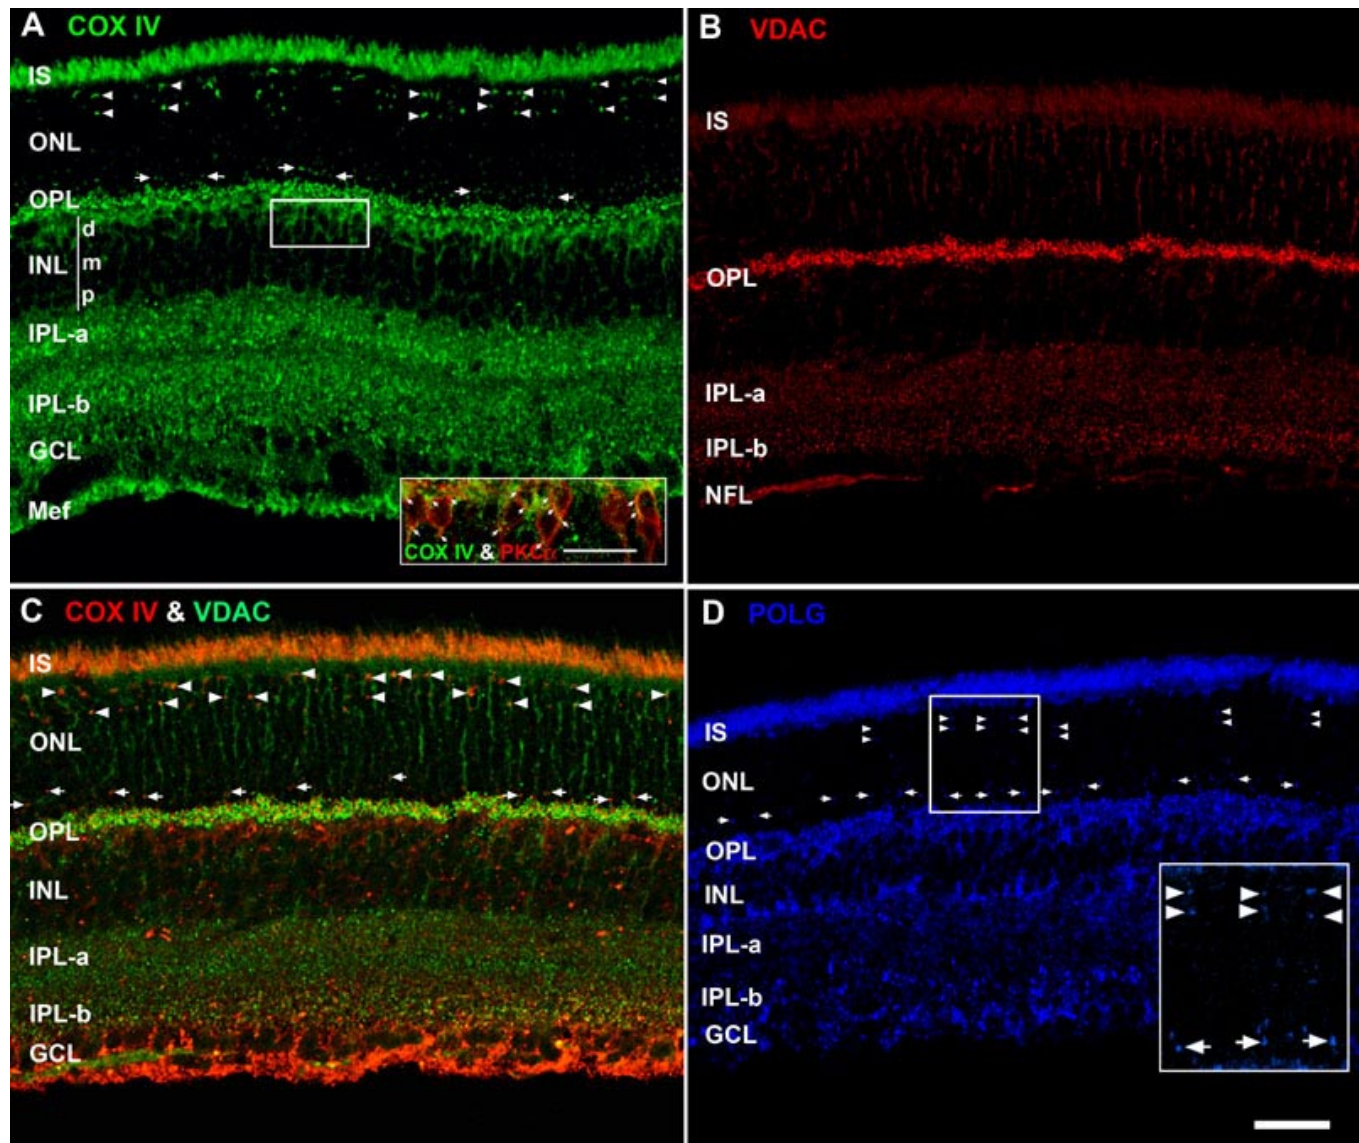 A COX IV
IS
ONL
OPL
d
INL m
p
IPL-a
IPL-b
GCL
Mef
COX IV & PKCα
B VDAC
IS
OPL
IPL-a
IPL-b
NFL
C COX IV & VDAC
IS
ONL
OPL
INL
IPL-a
IPL-b
GCL
D POLG
IS
ONL
OPL
INL
IPL-a
IPL-b
GCL